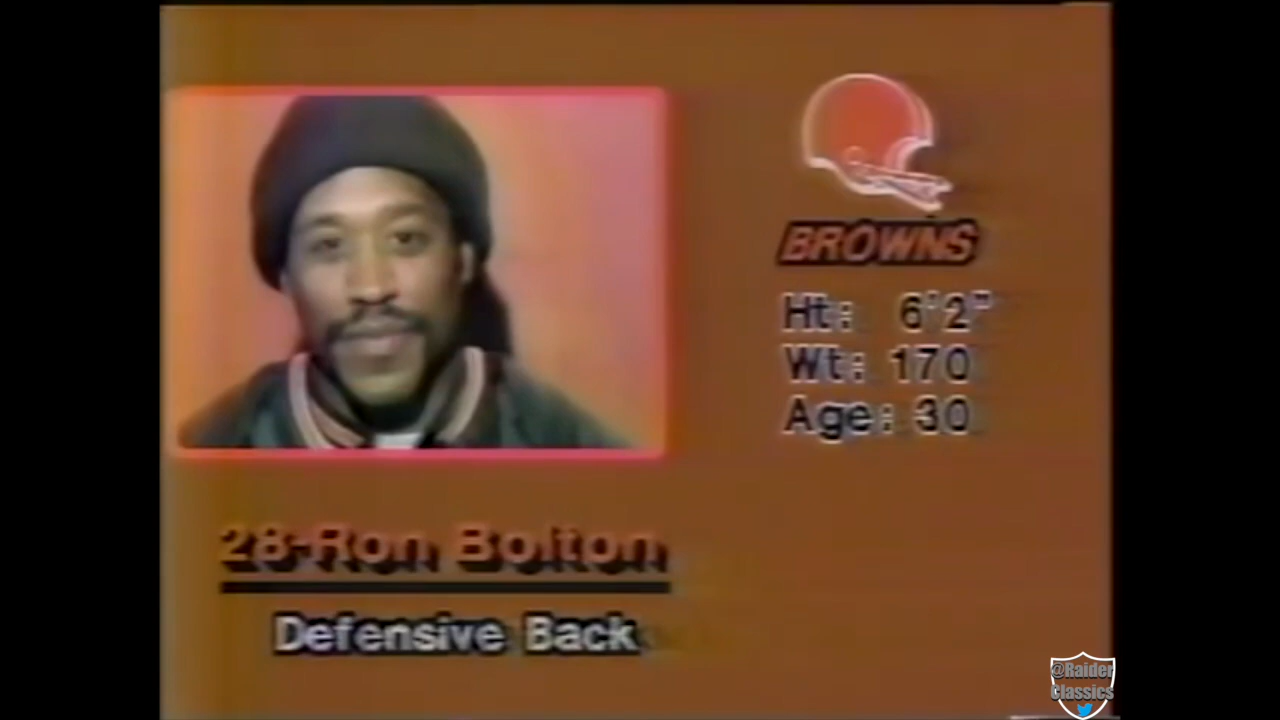 BROWNS
Ht: 6'2"
Wt: 170
Age: 30
28-Ron Bolton
Defensive Back
@Raider
Classics